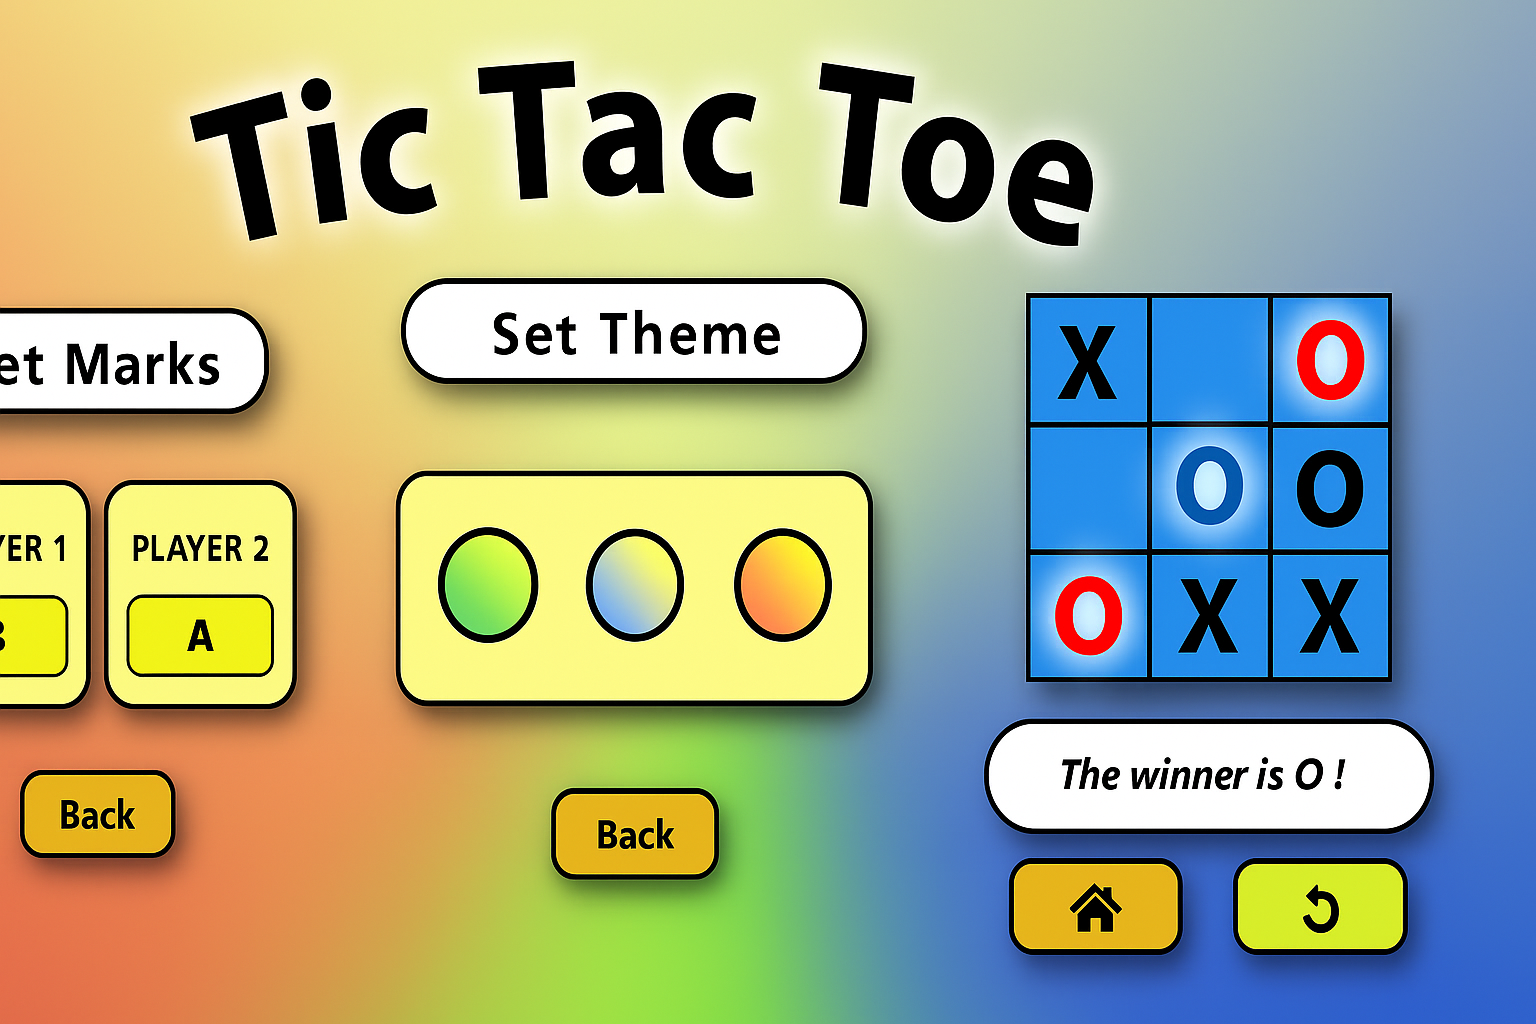 Tic Tac Toe
et Marks
YER 1
PLAYER 2
A
Back
Set Theme
Back
X O
O O
O X X
The winner is O !